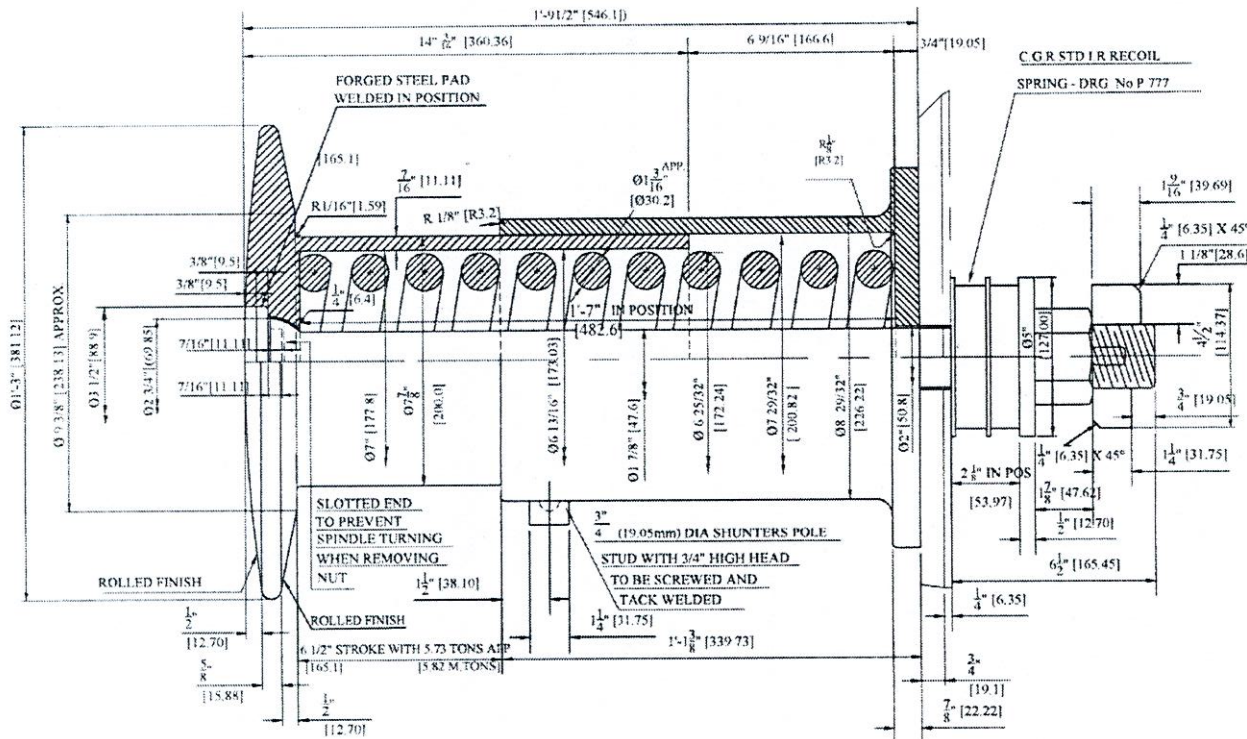 1'-91/2" [546.1])
14" 3/16" [360.36]
6 9/16" [166.6]
3/4"[19.05]
C.G.R STD I R RECOIL
SPRING - DRG No P 777
FORGED STEEL PAD
WELDED IN POSITION
[165.1]
7/16" [11.11]
R1/16"[1.59]
R 1/8" [R3.2]
Ø1 3/16" APP.
[Ø30.2]
R 1/8"
[R3.2]
1 9/16" [39.69]
1/4" [6.35] X 45°
1 1/8"[28.6]
3/8"[9.5]
3/8"[9.5]
1/4" [6.4]
1'-7" IN POSITION
[482.6]
Ø1'-3" [381.12]
Ø 9 3/8" [238.13] APPROX
Ø3 1/2"[88.9]
Ø2 3/4"[69.85]
7/16"[11.11]
7/16"[11.11]
Ø7" [177.8]
Ø7 7/8"
[200.0]
Ø6 13/16" [173.03]
Ø1 7/8" [47.6]
Ø 6 25/32"
[172.24]
Ø7 29/32"
[ 200.82 ]
Ø8 29/32"
[226.22]
Ø2" [50.8]
Ø5"
[127.00]
4 1/2"
[114.37]
3/4" [19.05]
1/4" [6.35] X 45°
1 1/4" [31.75]
2 1/8" IN POS
[53.97]
1 7/8" [47.62]
1/2" [12.70]
6 1/2" [165.45]
1/4" [6.35]
SLOTTED END
TO PREVENT
SPINDLE TURNING
WHEN REMOVING
NUT
3/4" (19.05mm) DIA SHUNTERS POLE
STUD WITH 3/4" HIGH HEAD
TO BE SCREWED AND
TACK WELDED
1 1/2" [38.10]
1 1/4" [31.75]
1'-1 3/8" [339.73]
ROLLED FINISH
ROLLED FINISH
1/2"
[12.70]
6 1/2" STROKE WITH 5.73 TONS APP
[165.1] [5.82 M.TONS]
5/8
[15.88]
1/2"
[12.70]
3/4"
[19.1]
7/8" [22.22]